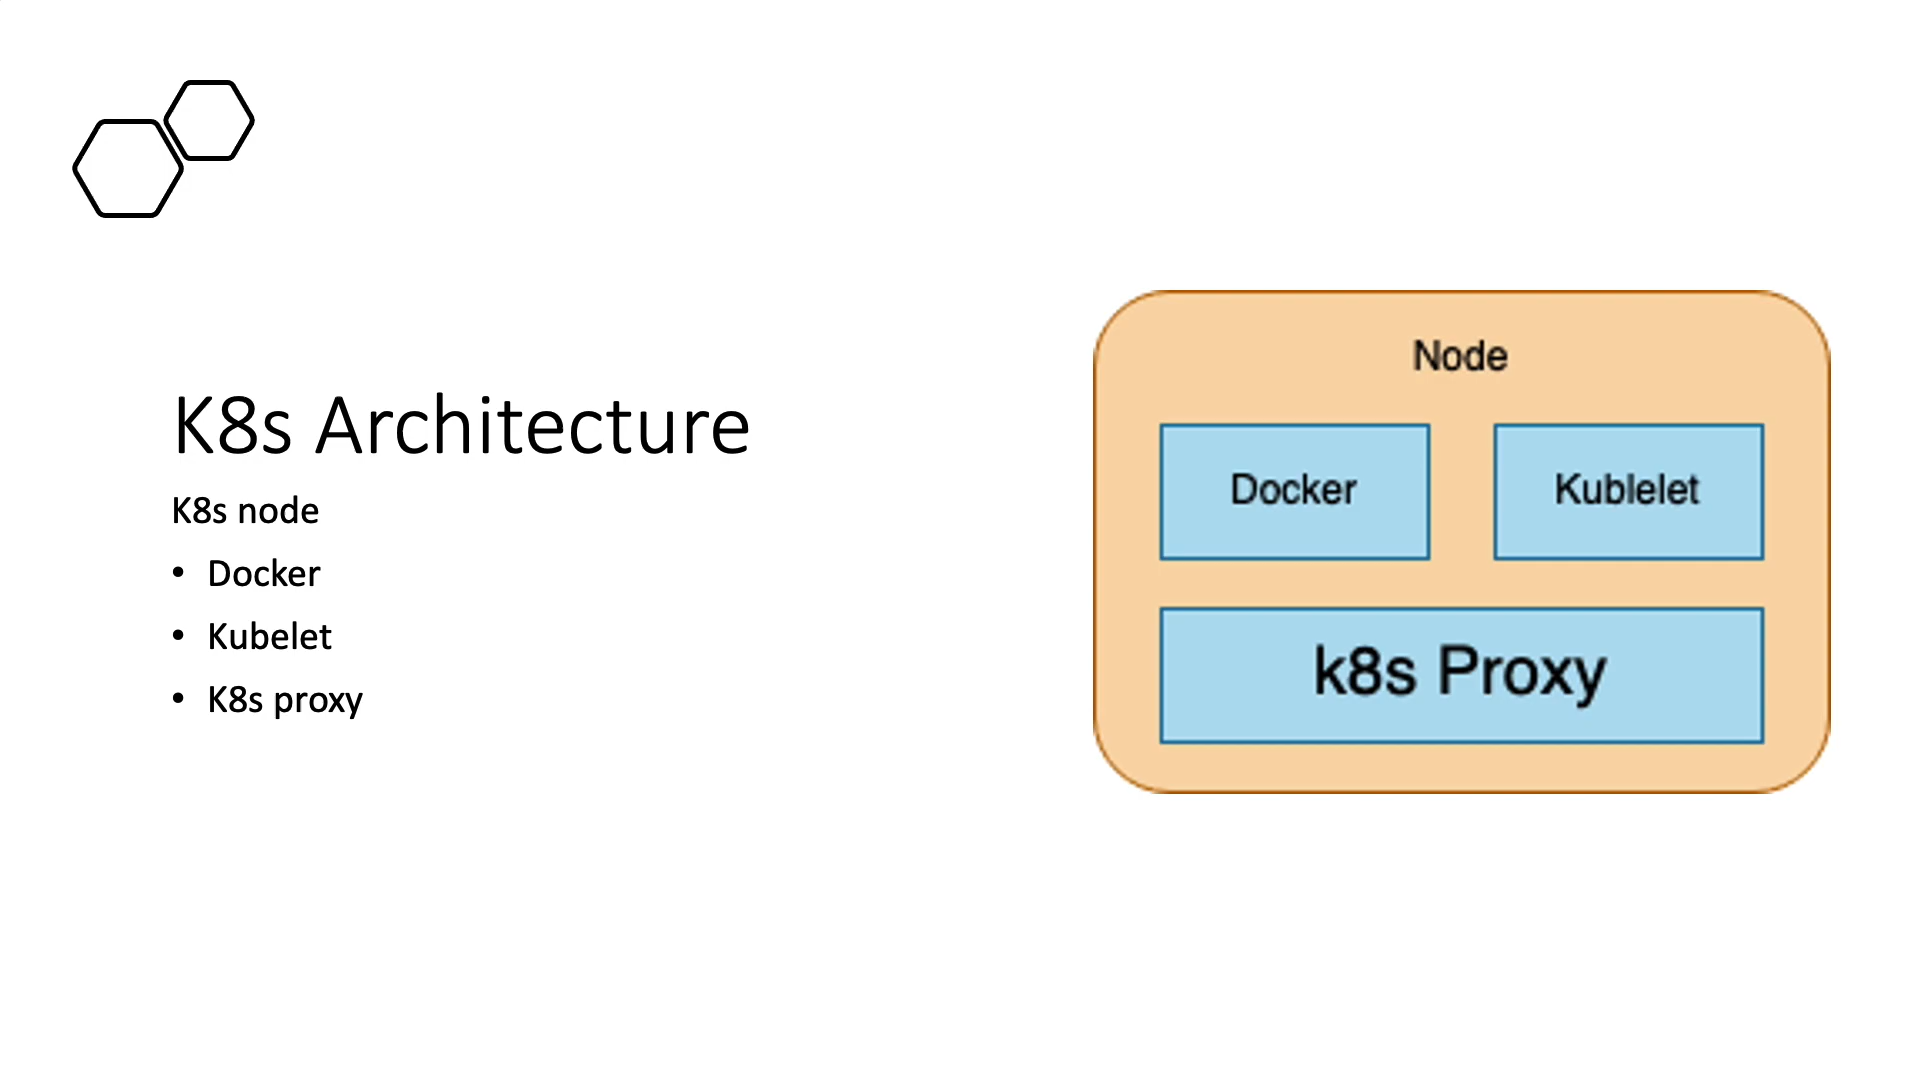 K8s Architecture
K8s node
• Docker
• Kubelet
• K8s proxy
Node
Docker
Kublelet
k8s Proxy